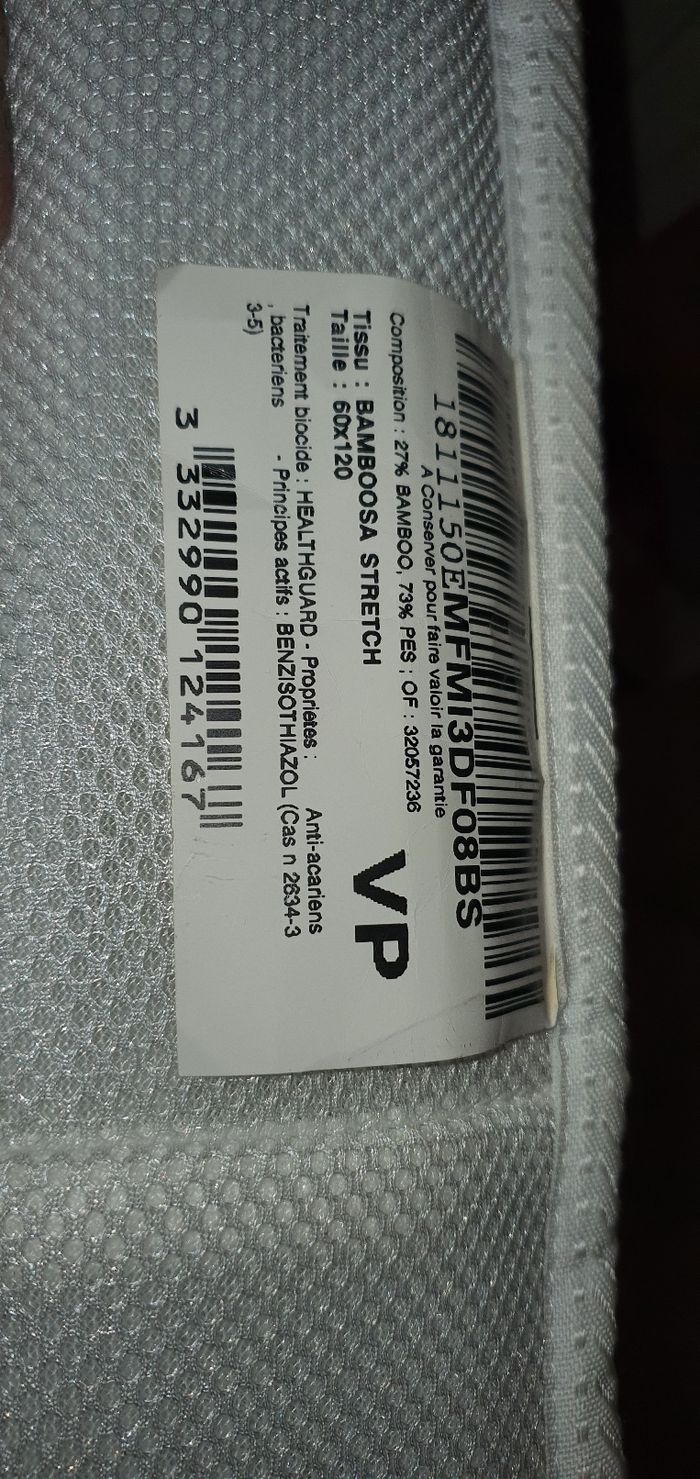 1811150EMFMI3DF08BS
A Conserver pour faire valoir la garantie
Composition : 27% BAMBOO, 73% PES ; OF : 32057236
Tissu : BAMBOOSA STRETCH
Taille : 60x120
VP
Traitement biocide : HEALTHGUARD - Proprietes : Anti-acariens
, bacteriens - Principes actifs : BENZISOTHIAZOL (Cas n 2634-3
3-5)
3 332990 124167